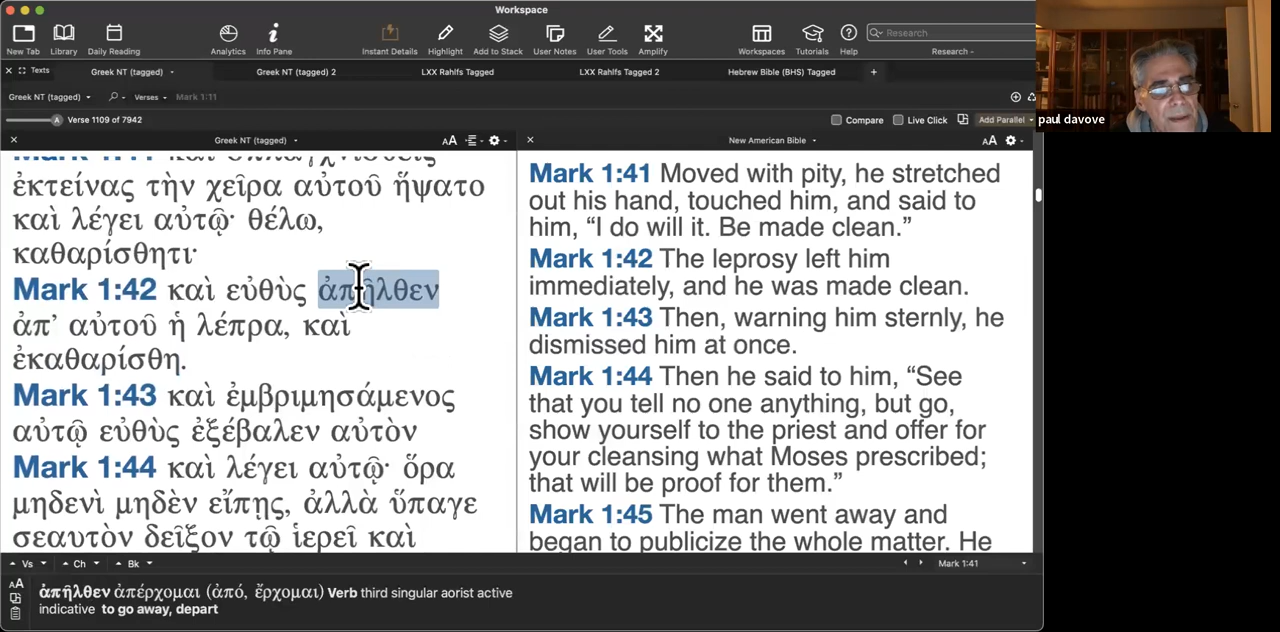 Workspace
New Tab
Library
Daily Reading
Analytics
Info Pane
Instant Details
Highlight
Add to Stack
User Notes
User Tools
Amplify
Workspaces
Tutorials
Help
Research
Research
Texts
Greek NT (tagged)
Greek NT (tagged) 2
LXX Rahlfs Tagged
LXX Rahlfs Tagged 2
Hebrew Bible (BHS) Tagged
+
Greek NT (tagged)
Verses
Mark 1:11
Verse 1109 of 7942
Compare
Live Click
Add Parallel
paul davove
Greek NT (tagged)
AA
New American Bible
AA
ἐκτείνας τὴν χεῖρα αὐτοῦ ἥψατο
καὶ λέγει αὐτῷ· θέλω,
καθαρίσθητι·
Mark 1:42 καὶ εὐθὺς ἀπῆλθεν
ἀπ’ αὐτοῦ ἡ λέπρα, καὶ
ἐκαθαρίσθη.
Mark 1:43 καὶ ἐμβριμησάμενος
αὐτῷ εὐθὺς ἐξέβαλεν αὐτὸν
Mark 1:44 καὶ λέγει αὐτῷ· ὅρα
μηδενὶ μηδὲν εἴπῃς, ἀλλὰ ὕπαγε
σεαυτὸν δεῖξον τῷ ἱερεῖ καὶ
Mark 1:41 Moved with pity, he stretched
out his hand, touched him, and said to
him, “I do will it. Be made clean.”
Mark 1:42 The leprosy left him
immediately, and he was made clean.
Mark 1:43 Then, warning him sternly, he
dismissed him at once.
Mark 1:44 Then he said to him, “See
that you tell no one anything, but go,
show yourself to the priest and offer for
your cleansing what Moses prescribed;
that will be proof for them.”
Mark 1:45 The man went away and
began to publicize the whole matter. He
Vs
Ch
Bk
Mark 1:41
AA
ἀπῆλθεν ἀπέρχομαι (ἀπό, ἔρχομαι) Verb third singular aorist active
indicative to go away, depart